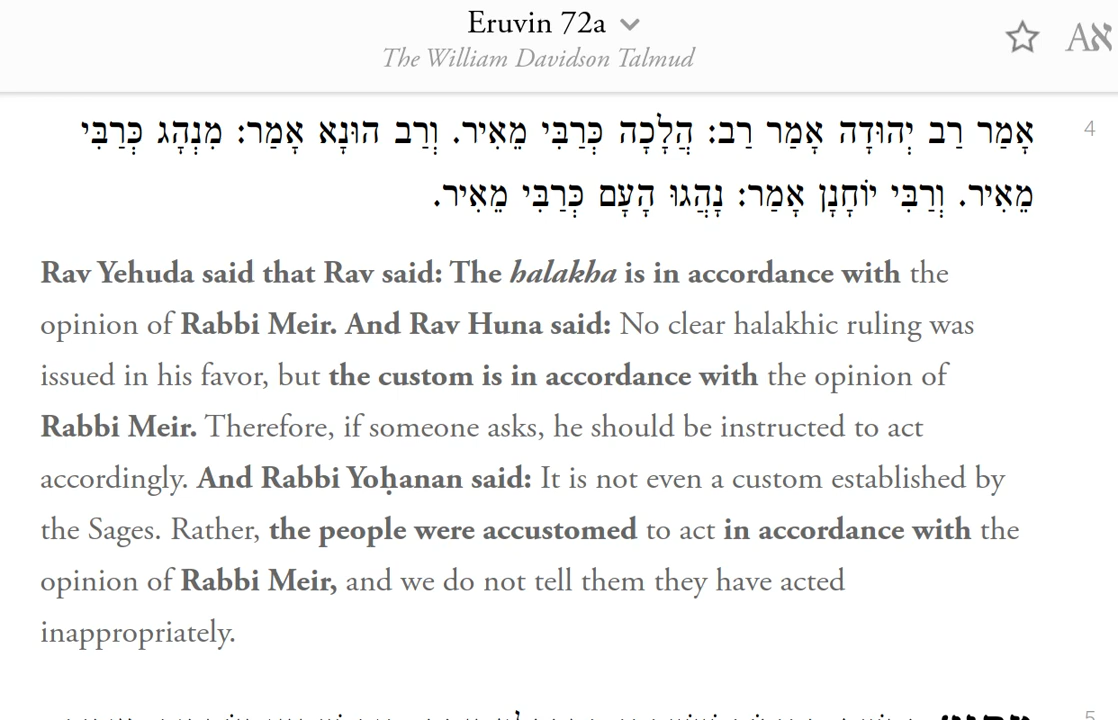 Eruvin 72a
The William Davidson Talmud
Aא
אָמַר רַב יְהוּדָה אָמַר רַב: הֲלָכָה כְּרַבִּי מֵאִיר. וְרַב הוּנָא אָמַר: מִנְהָג כְּרַבִּי
4
מֵאִיר. וְרַבִּי יוֹחָנָן אָמַר: נָהֲגוּ הָעָם כְּרַבִּי מֵאִיר.
Rav Yehuda said that Rav said: The halakha is in accordance with the
opinion of Rabbi Meir. And Rav Huna said: No clear halakhic ruling was
issued in his favor, but the custom is in accordance with the opinion of
Rabbi Meir. Therefore, if someone asks, he should be instructed to act
accordingly. And Rabbi Yoḥanan said: It is not even a custom established by
the Sages. Rather, the people were accustomed to act in accordance with the
opinion of Rabbi Meir, and we do not tell them they have acted
inappropriately.